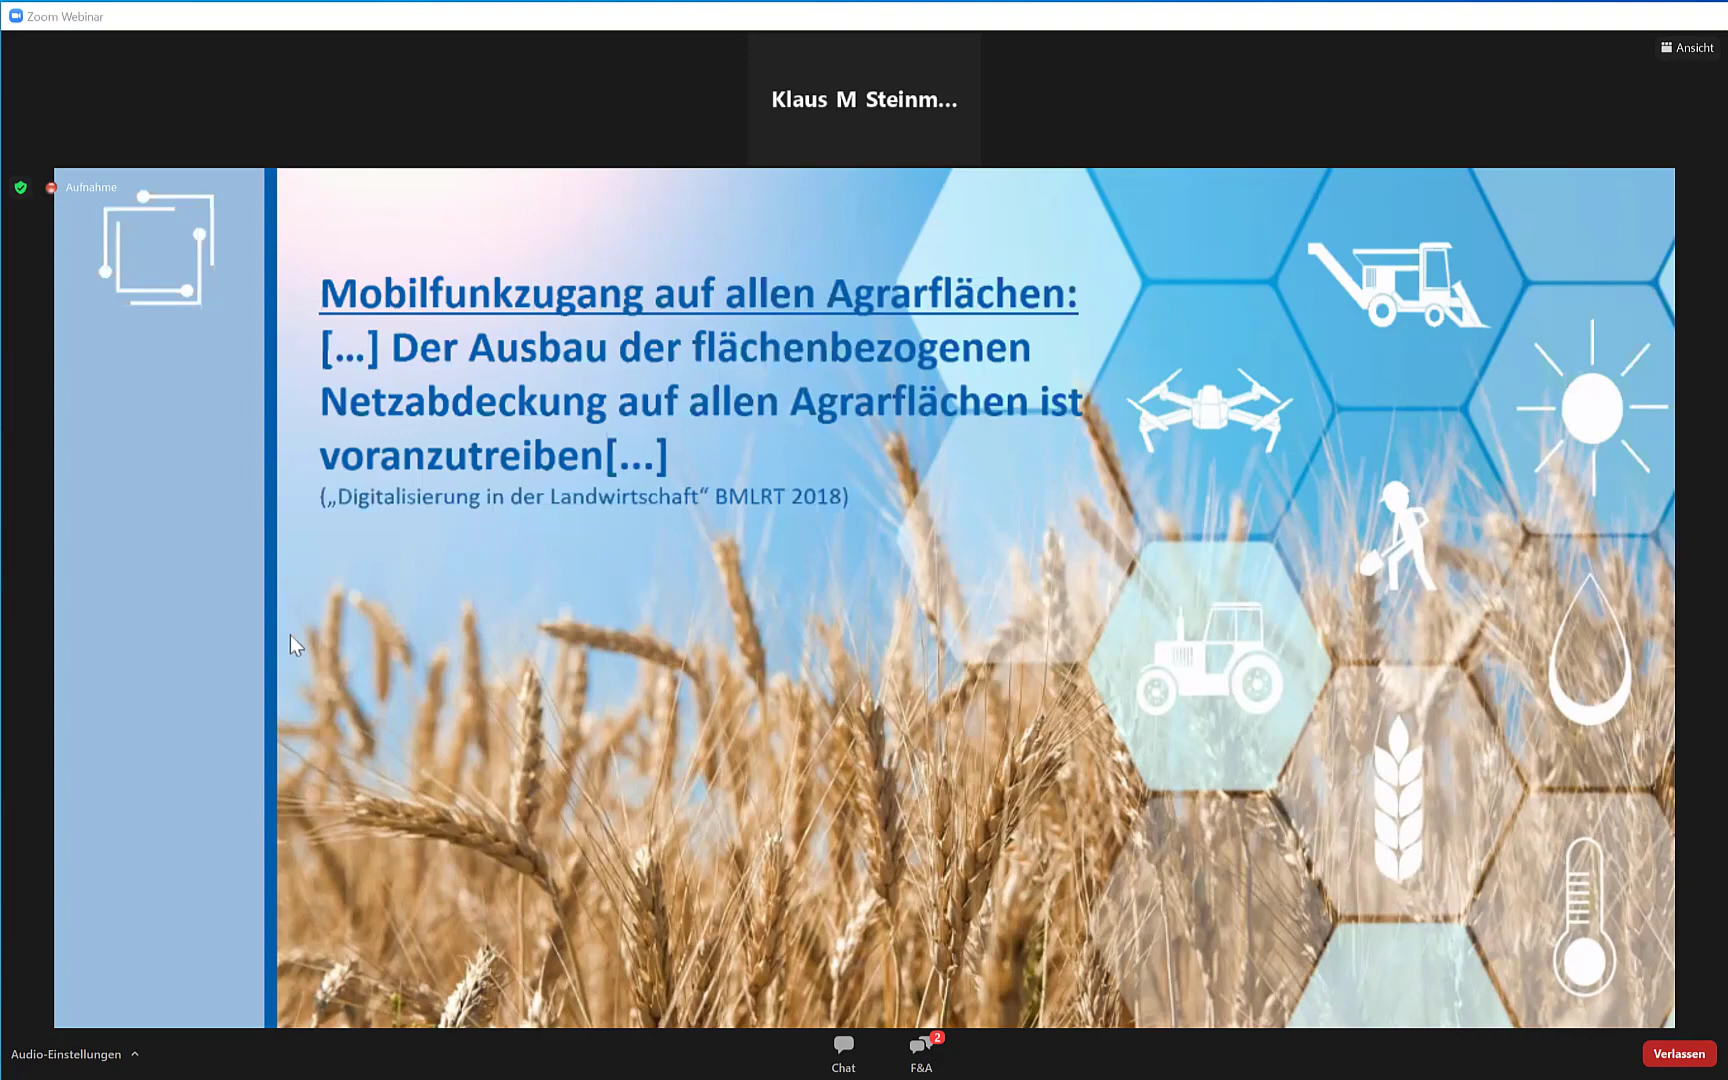 Zoom Webinar
Ansicht
Klaus M Steinm...
Aufnahme
Mobilfunkzugang auf allen Agrarflächen:
[...] Der Ausbau der flächenbezogenen
Netzabdeckung auf allen Agrarflächen ist
voranzutreiben[...]
(„Digitalisierung in der Landwirtschaft“ BMLRT 2018)
Audio-Einstellungen
Chat
2
F&A
Verlassen